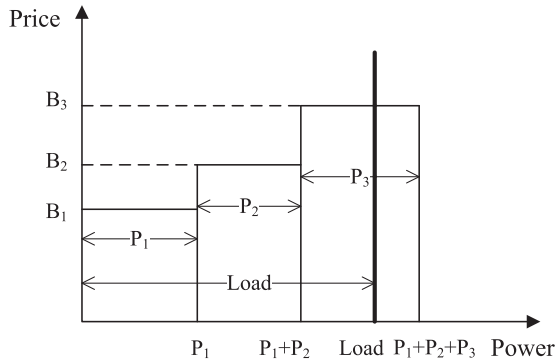 Price
B₃
B₂
P₃
P₂
B₁
P₁
Load
P₁ P₁+P₂ Load P₁+P₂+P₃ Power